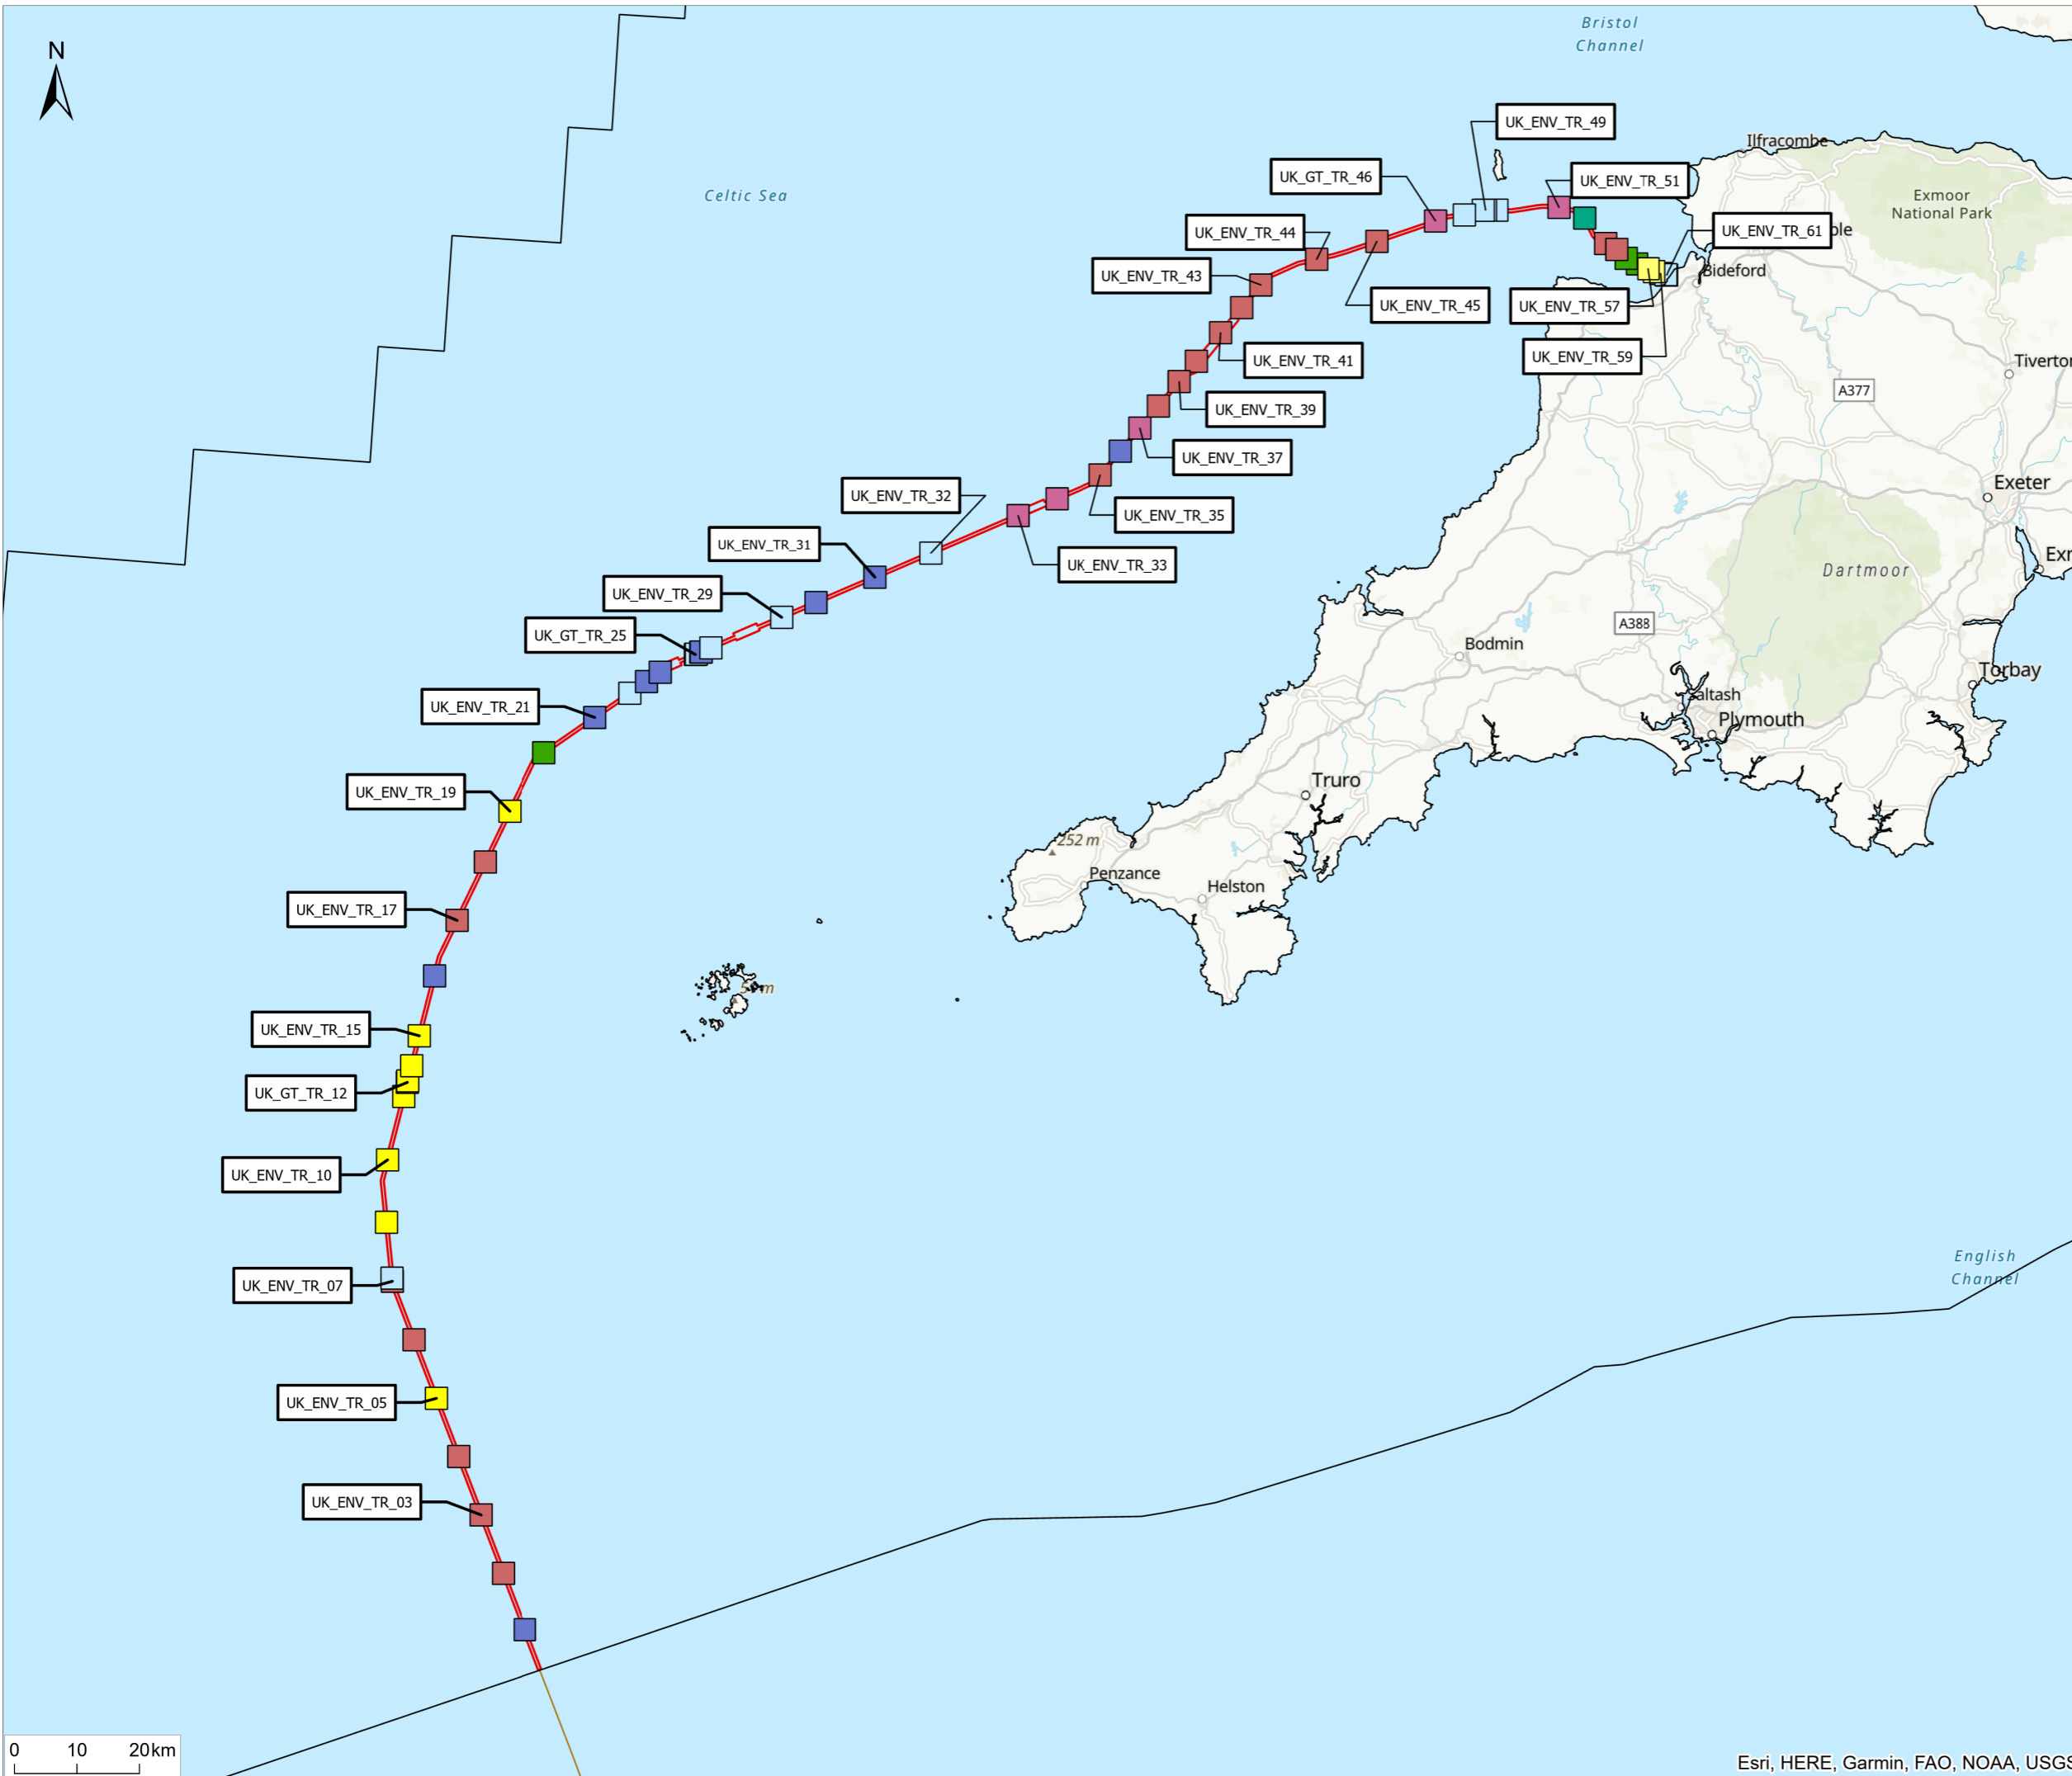 Bristol
Channel
N
UK_ENV_TR_49
Ilfracombe
UK_GT_TR_46
UK_ENV_TR_51
Celtic Sea
Exmoor
National Park
UK_ENV_TR_44
UK_ENV_TR_61
UK_ENV_TR_43
Bideford
UK_ENV_TR_45
UK_ENV_TR_57
UK_ENV_TR_41
UK_ENV_TR_59
A377
UK_ENV_TR_39
UK_ENV_TR_37
Exeter
UK_ENV_TR_32
UK_ENV_TR_35
UK_ENV_TR_31
UK_ENV_TR_33
Dartmoor
UK_ENV_TR_29
A388
UK_GT_TR_25
Bodmin
Torbay
UK_ENV_TR_21
Plymouth
UK_ENV_TR_19
Truro
252 m
Penzance
Helston
UK_ENV_TR_17
UK_ENV_TR_15
UK_GT_TR_12
UK_ENV_TR_10
English
Channel
UK_ENV_TR_07
UK_ENV_TR_05
UK_ENV_TR_03
0 10 20km
Esri, HERE, Garmin, FAO, NOAA, USGS